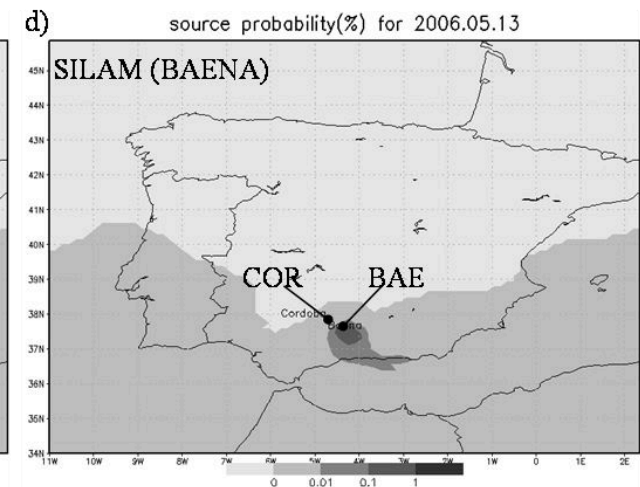 d)
source probability(%) for 2006.05.13
SILAM (BAENA)
45N
44N
43N
42N
41N
40N
39N
38N
37N
36N
35N
34N
COR
BAE
Cordoba
Baena
11W 10W 9W 8W 7W 6W 5W 4W 3W 2W 1W 0 1E 2E
0 0.01 0.1 1